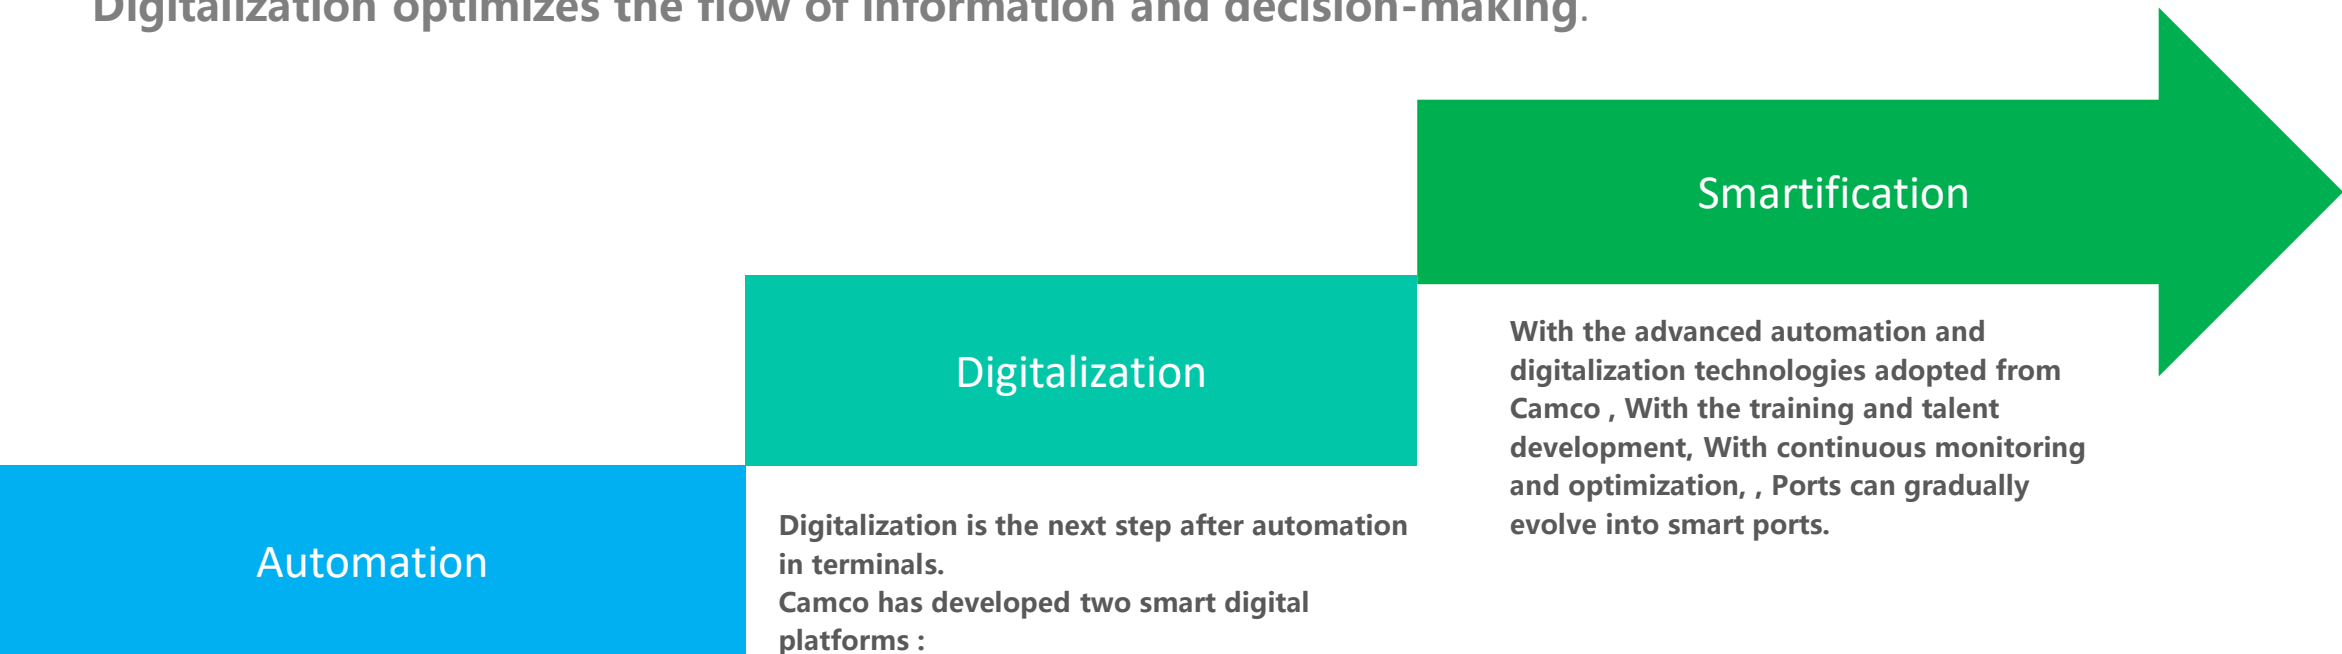 Digitalization optimizes the flow of information and decision-making.
Smartification
With the advanced automation and
digitalization technologies adopted from
Camco , With the training and talent
development, With continuous monitoring
and optimization, , Ports can gradually
evolve into smart ports.
Digitalization
Digitalization is the next step after automation
in terminals.
Camco has developed two smart digital
platforms :
Automation